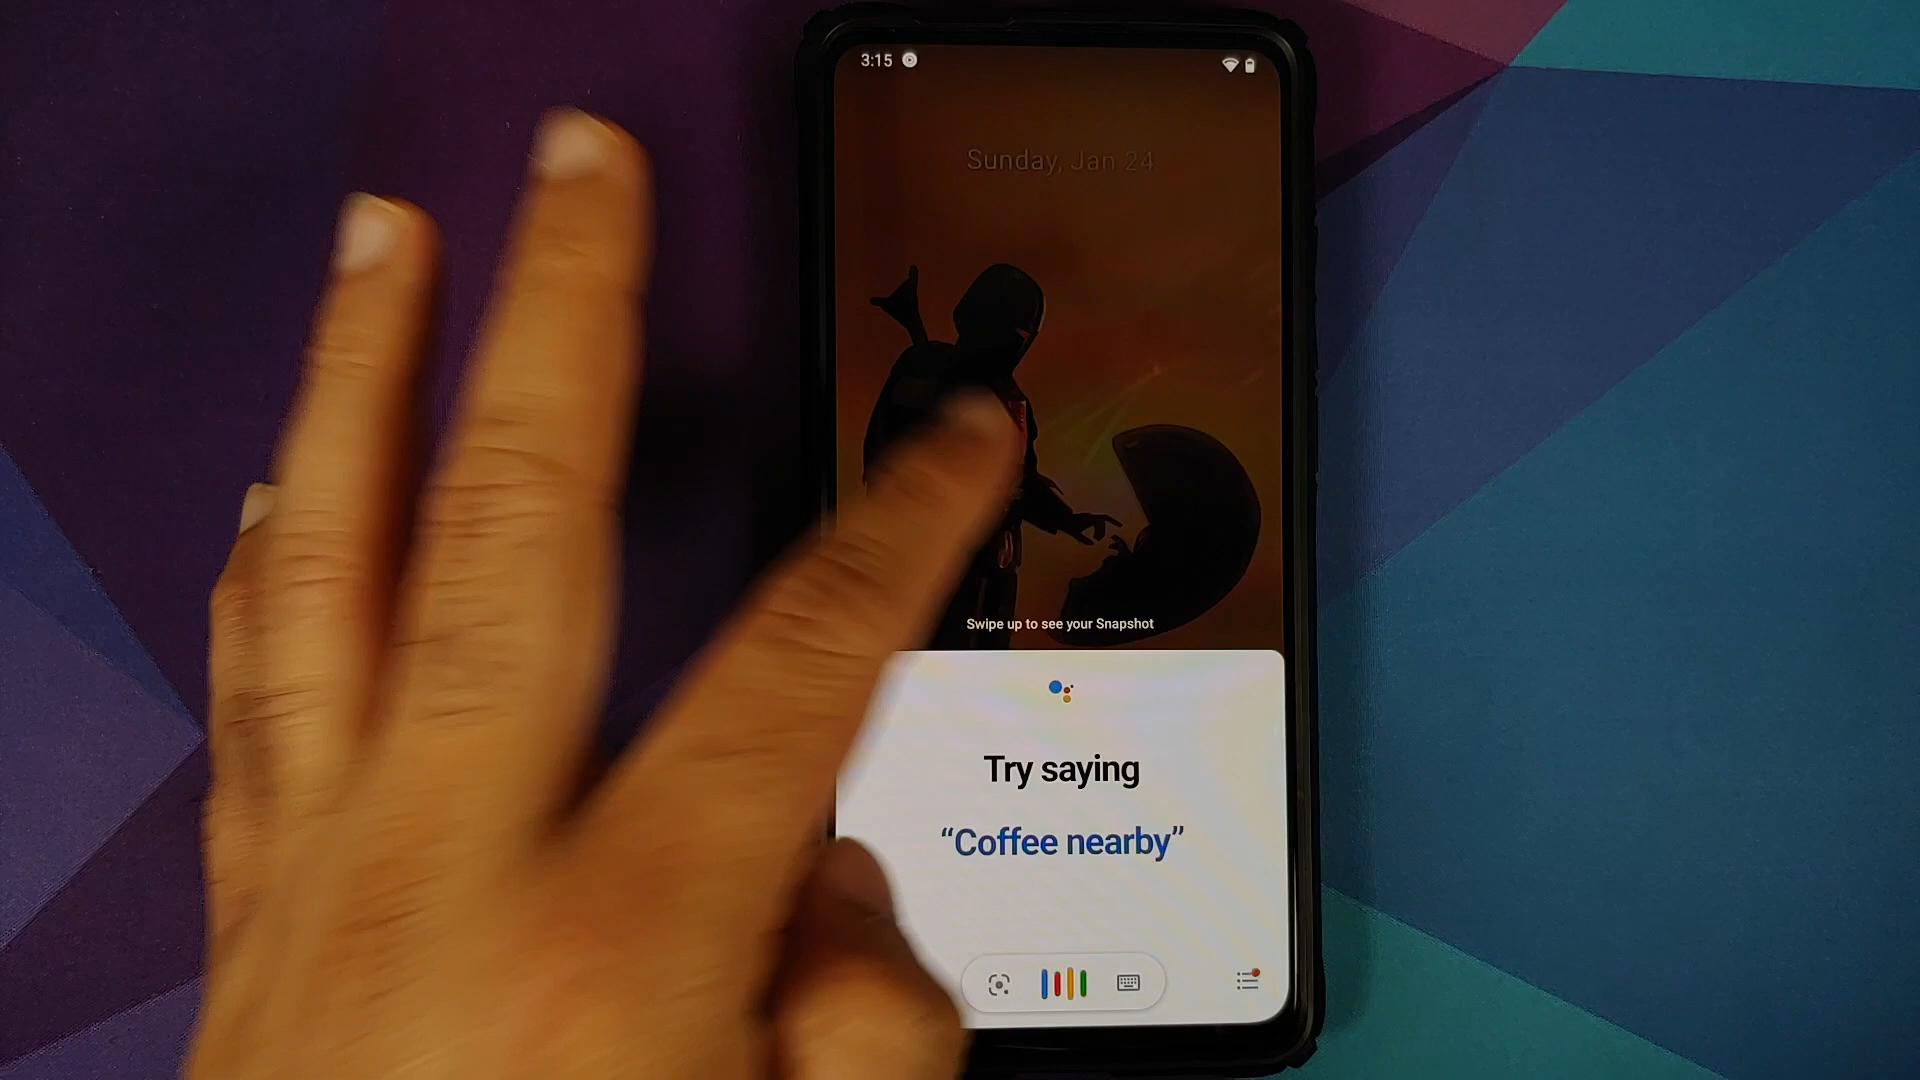 3:15
Sunday, Jan 24
Swipe up to see your Snapshot
Try saying
“Coffee nearby”